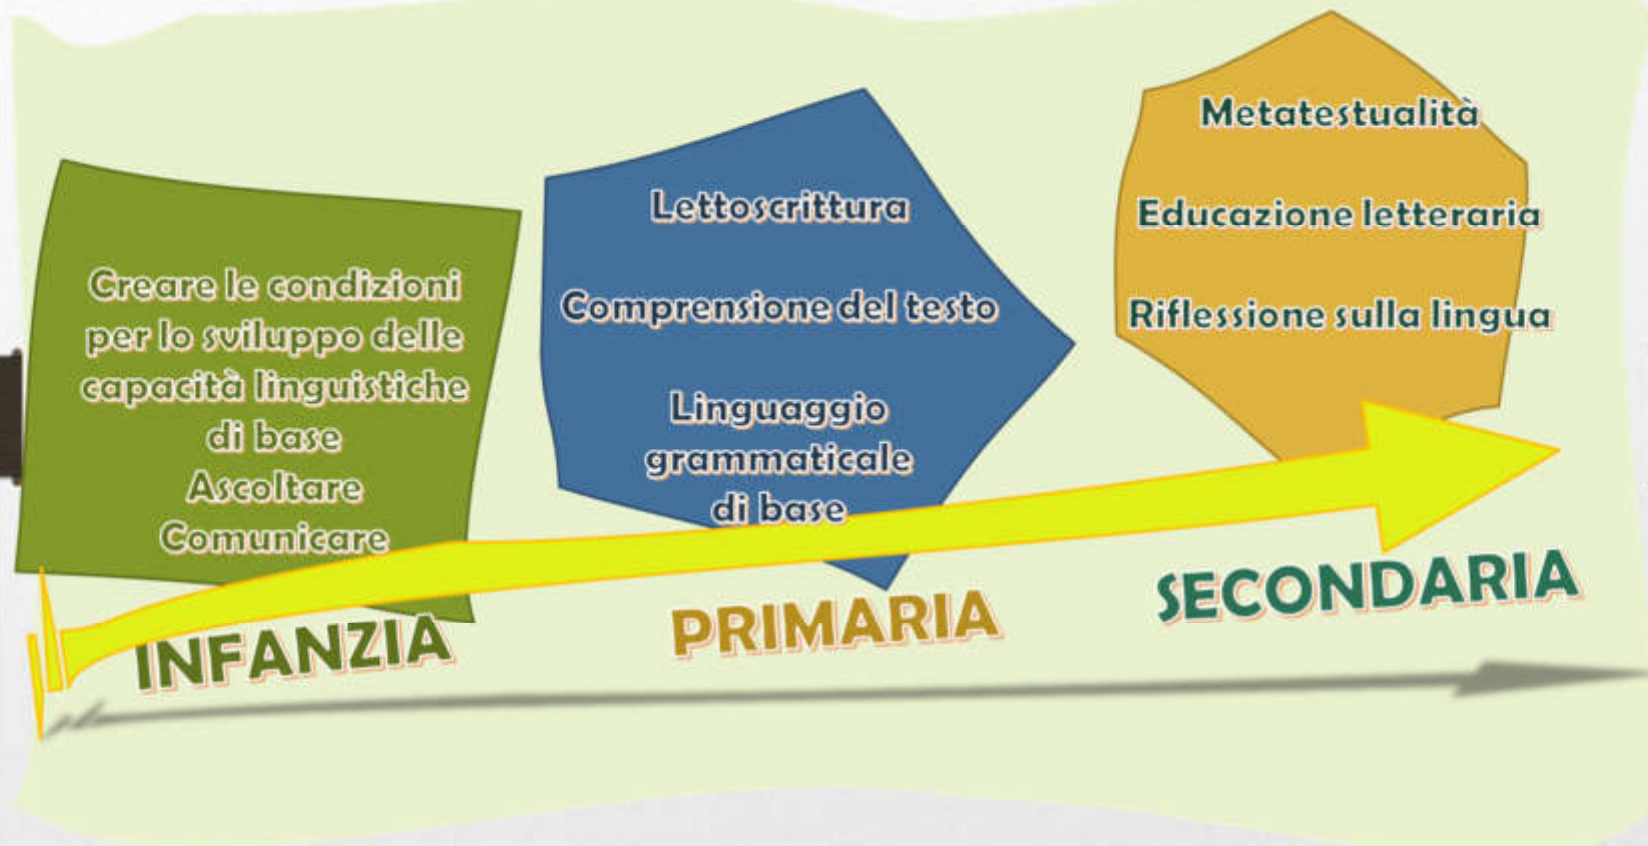 Creare le condizioni
per lo sviluppo delle
capacità linguistiche
di base
Ascoltare
Comunicare
INFANZIA
Lettoscrittura
Comprensione del testo
Linguaggio
grammaticale
di base
PRIMARIA
Metatestualità
Educazione letteraria
Riflessione sulla lingua
SECONDARIA